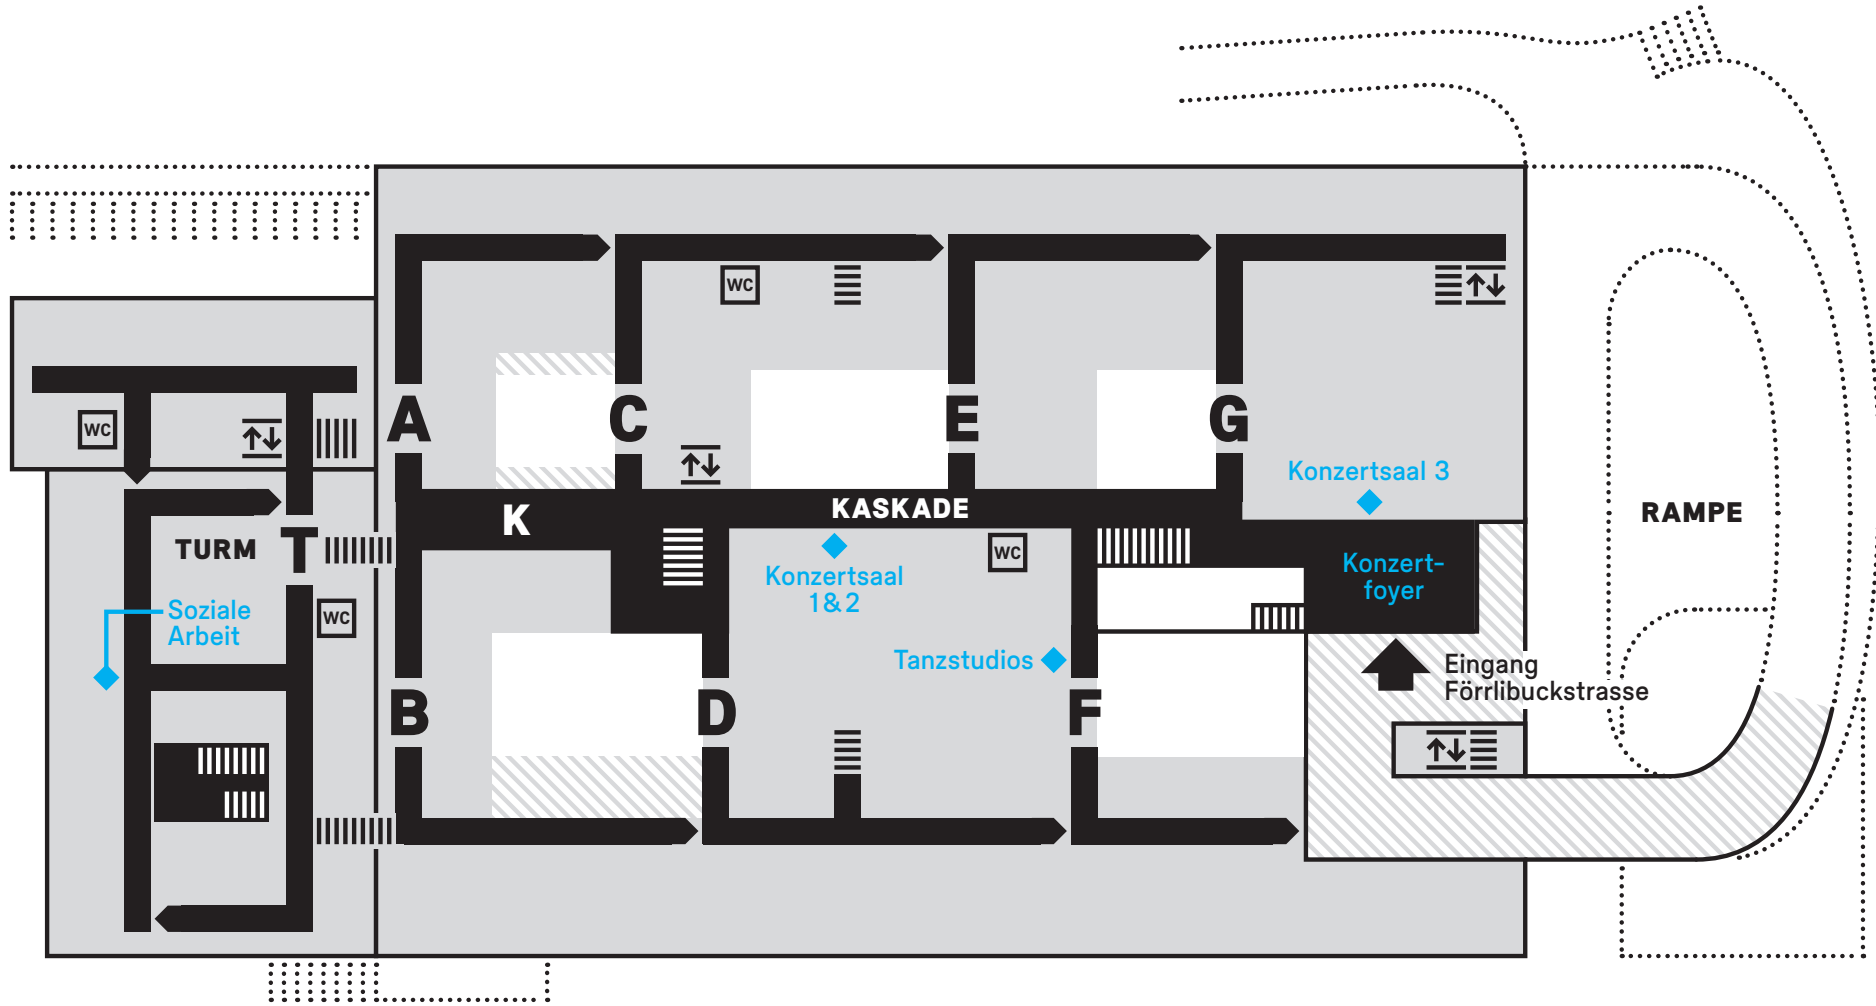 WC
WC
A
C
E
G
Konzertsaal 3
K
KASKADE
RAMPE
TURM
T
WC
Konzertsaal
1&2
Konzert-
foyer
Soziale
Arbeit
WC
Tanzstudios
Eingang
Förrlibuckstrasse
B
D
F